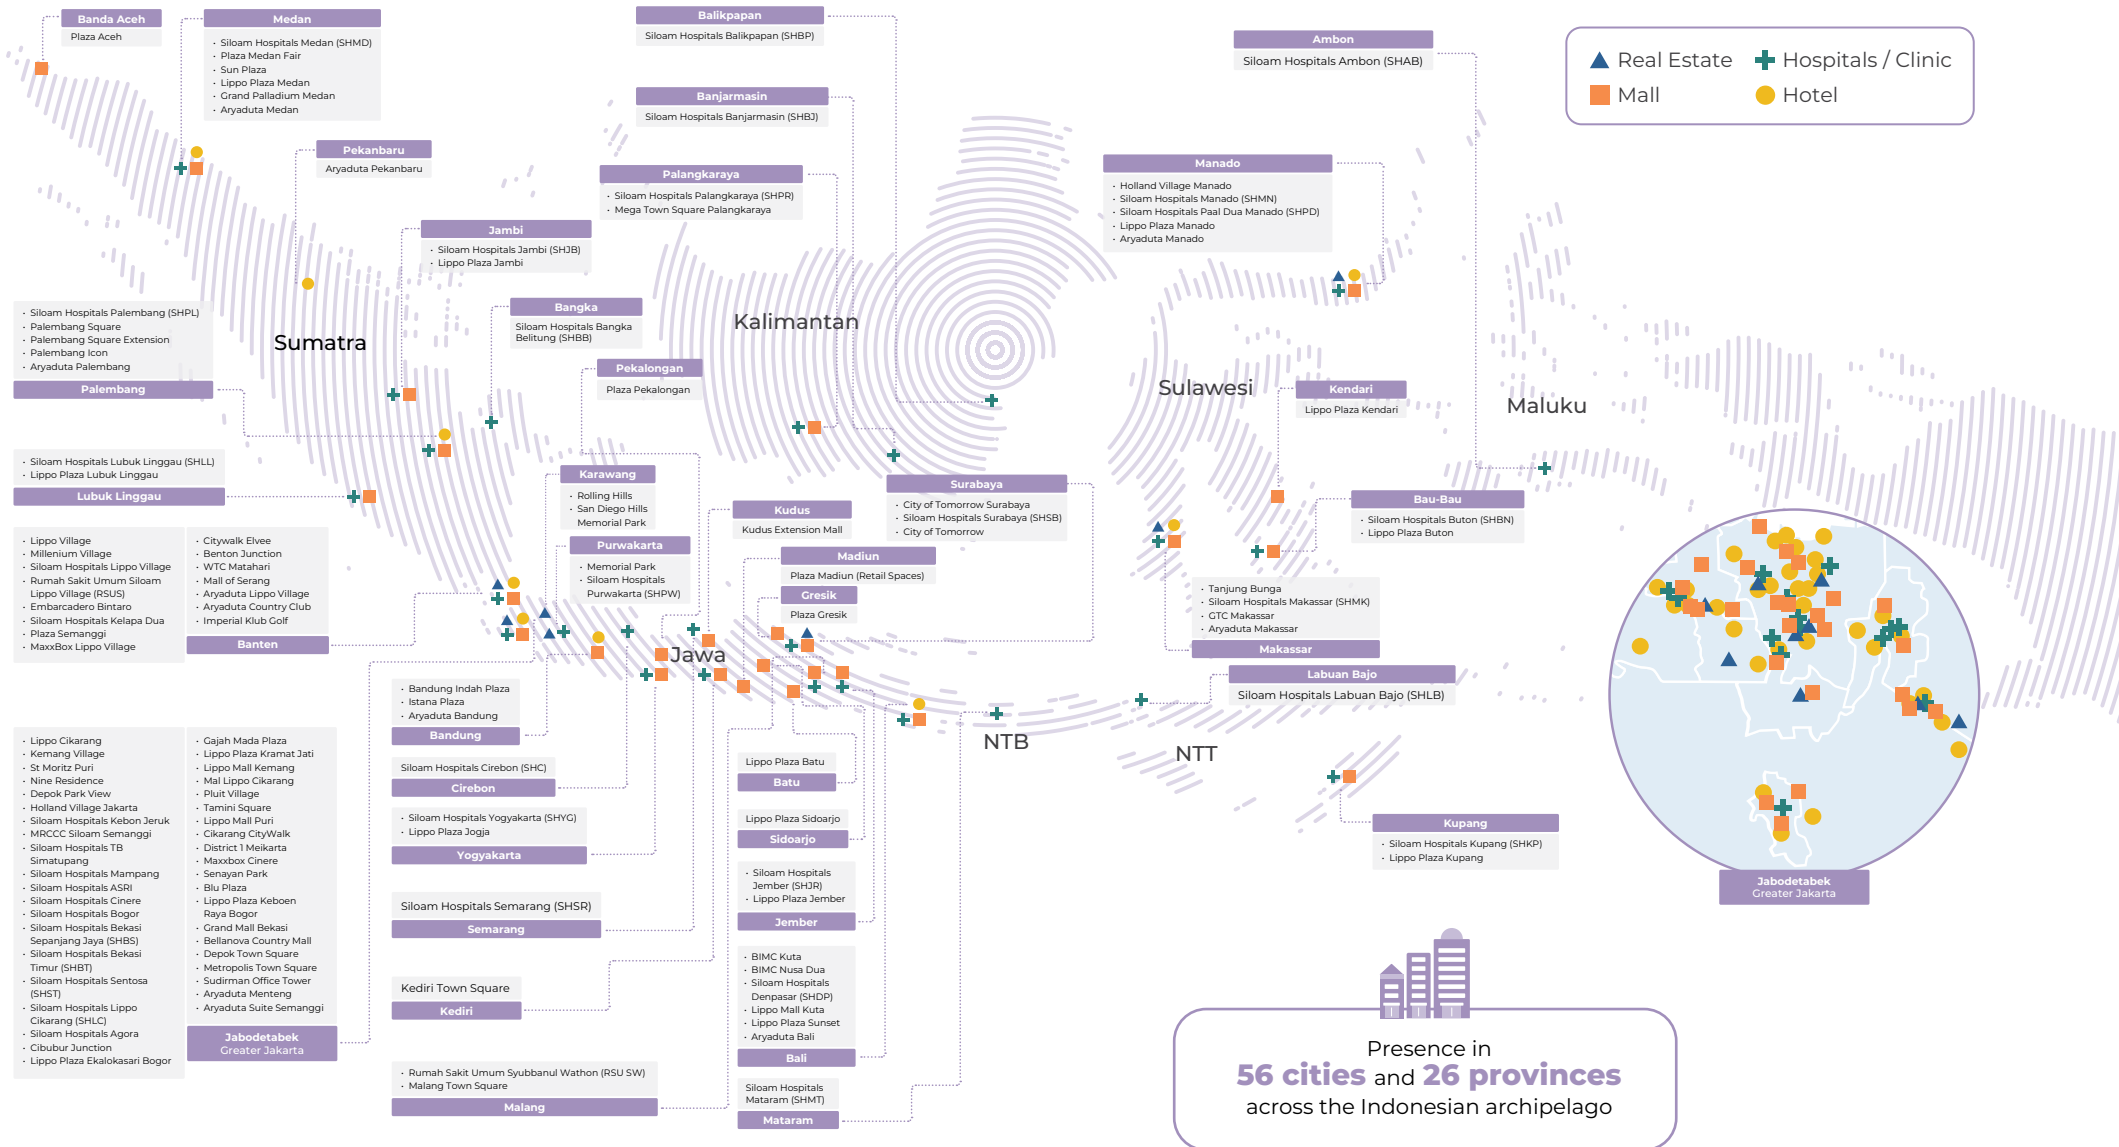 Banda Aceh
Plaza Aceh
Medan
· Siloam Hospitals Medan (SHMD)
· Plaza Medan Fair
· Sun Plaza
· Lippo Plaza Medan
· Grand Palladium Medan
· Aryaduta Medan
Balikpapan
Siloam Hospitals Balikpapan (SHBP)
Ambon
Siloam Hospitals Ambon (SHAB)
Real Estate
Hospitals / Clinic
Mall
Hotel
Banjarmasin
Siloam Hospitals Banjarmasin (SHBJ)
Pekanbaru
Aryaduta Pekanbaru
Palangkaraya
· Siloam Hospitals Palangkaraya (SHPR)
· Mega Town Square Palangkaraya
Manado
· Holland Village Manado
· Siloam Hospitals Manado (SHMN)
· Siloam Hospitals Paal Dua Manado (SHPD)
· Lippo Plaza Manado
· Aryaduta Manado
Jambi
· Siloam Hospitals Jambi (SHJB)
· Lippo Plaza Jambi
Bangka
Siloam Hospitals Bangka
Belitung (SHBB)
· Siloam Hospitals Palembang (SHPL)
· Palembang Square
· Palembang Square Extension
· Palembang Icon
· Aryaduta Palembang
Palembang
Sumatra
Kalimantan
Sulawesi
Maluku
Pekalongan
Plaza Pekalongan
Kendari
Lippo Plaza Kendari
· Siloam Hospitals Lubuk Linggau (SHLL)
· Lippo Plaza Lubuk Linggau
Lubuk Linggau
Karawang
· Rolling Hills
· San Diego Hills
Memorial Park
Kudus
Kudus Extension Mall
Surabaya
· City of Tomorrow Surabaya
· Siloam Hospitals Surabaya (SHSB)
· City of Tomorrow
Bau-Bau
· Siloam Hospitals Buton (SHBN)
· Lippo Plaza Buton
· Lippo Village
· Millenium Village
· Siloam Hospitals Lippo Village
· Rumah Sakit Umum Siloam
Lippo Village (RSUS)
· Embarcadero Bintaro
· Siloam Hospitals Kelapa Dua
· Plaza Semanggi
· MaxxBox Lippo Village
· Citywalk Elvee
· Benton Junction
· WTC Matahari
· Mall of Serang
· Aryaduta Lippo Village
· Aryaduta Country Club
· Imperial Klub Golf
Banten
Purwakarta
· Memorial Park
· Siloam Hospitals
Purwakarta (SHPW)
Madiun
Plaza Madiun (Retail Spaces)
Gresik
Plaza Gresik
· Tanjung Bunga
· Siloam Hospitals Makassar (SHMK)
· GTC Makassar
· Aryaduta Makassar
Makassar
Jawa
Labuan Bajo
Siloam Hospitals Labuan Bajo (SHLB)
NTB
NTT
· Bandung Indah Plaza
· Istana Plaza
· Aryaduta Bandung
Bandung
Siloam Hospitals Cirebon (SHC)
Cirebon
· Siloam Hospitals Yogyakarta (SHYG)
· Lippo Plaza Jogja
Yogyakarta
Siloam Hospitals Semarang (SHSR)
Semarang
Kediri Town Square
Kediri
· Rumah Sakit Umum Syubbanul Wathon (RSU SW)
· Malang Town Square
Malang
Lippo Plaza Batu
Batu
Lippo Plaza Sidoarjo
Sidoarjo
· Siloam Hospitals
Jember (SHJR)
· Lippo Plaza Jember
Jember
· BIMC Kuta
· BIMC Nusa Dua
· Siloam Hospitals
Denpasar (SHDP)
· Lippo Mall Kuta
· Lippo Plaza Sunset
· Aryaduta Bali
Bali
Siloam Hospitals
Mataram (SHMT)
Mataram
· Lippo Cikarang
· Kemang Village
· St Moritz Puri
· Nine Residence
· Depok Park View
· Holland Village Jakarta
· Siloam Hospitals Kebon Jeruk
· MRCCC Siloam Semanggi
· Siloam Hospitals TB
Simatupang
· Siloam Hospitals Mampang
· Siloam Hospitals ASRI
· Siloam Hospitals Cinere
· Siloam Hospitals Bogor
· Siloam Hospitals Bekasi
Sepanjang Jaya (SHBS)
· Siloam Hospitals Bekasi
Timur (SHBT)
· Siloam Hospitals Sentosa
(SHST)
· Siloam Hospitals Lippo
Cikarang (SHLC)
· Siloam Hospitals Agora
· Cibubur Junction
· Lippo Plaza Ekalokasari Bogor
· Gajah Mada Plaza
· Lippo Plaza Kramat Jati
· Lippo Mall Kemang
· Mal Lippo Cikarang
· Pluit Village
· Tamini Square
· Lippo Mall Puri
· Cikarang CityWalk
· District 1 Meikarta
· Maxxbox Cinere
· Senayan Park
· Blu Plaza
· Lippo Plaza Keboen
Raya Bogor
· Grand Mall Bekasi
· Bellanova Country Mall
· Depok Town Square
· Metropolis Town Square
· Sudirman Office Tower
· Aryaduta Menteng
· Aryaduta Suite Semanggi
Jabodetabek
Greater Jakarta
Kupang
· Siloam Hospitals Kupang (SHKP)
· Lippo Plaza Kupang
Jabodetabek
Greater Jakarta
Presence in
56 cities and 26 provinces
across the Indonesian archipelago